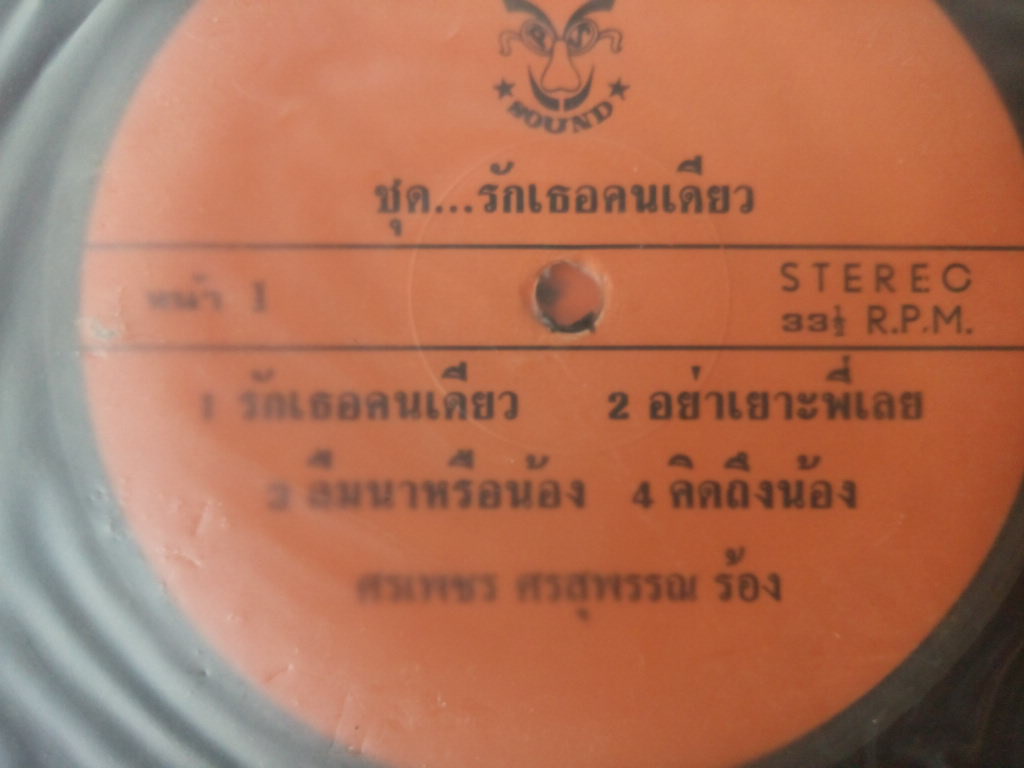 PS
SOUND
ชุด...รักเธอคนเดียว
หน้า 1
STEREO
33½ R.P.M.
1 รักเธอคนเดียว 2 อย่าเยาะพี่เลย
3 ลืมนาหรือน้อง 4 คิดถึงน้อง
ศรเพชร ศรสุพรรณ ร้อง